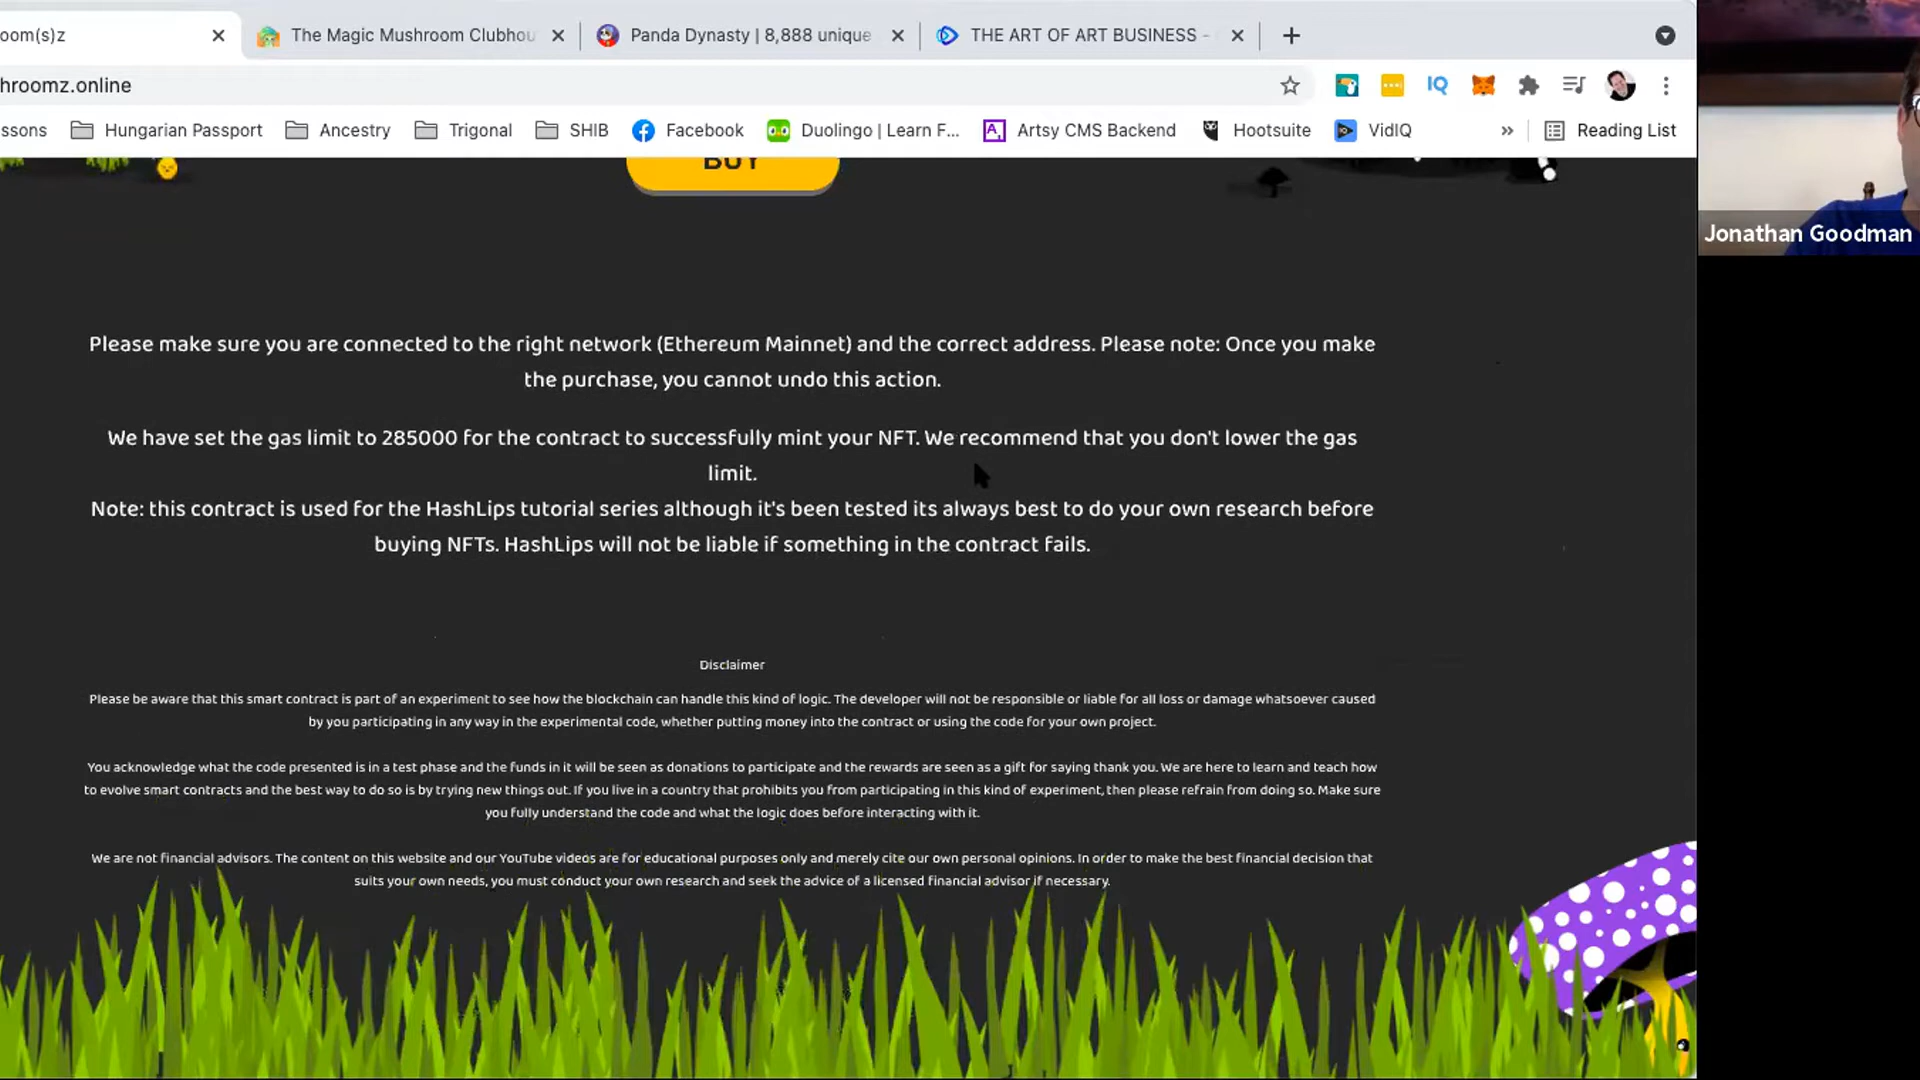 oom(s)z
The Magic Mushroom Clubhou
Panda Dynasty | 8,888 unique
THE ART OF ART BUSINESS -
hroomz.online
IQ
ssons
Hungarian Passport
Ancestry
Trigonal
SHIB
Facebook
Duolingo | Learn F...
Artsy CMS Backend
Hootsuite
VidIQ
Reading List
BUY
Jonathan Goodman
Please make sure you are connected to the right network (Ethereum Mainnet) and the correct address. Please note: Once you make
the purchase, you cannot undo this action.
We have set the gas limit to 285000 for the contract to successfully mint your NFT. We recommend that you don't lower the gas
limit.
Note: this contract is used for the HashLips tutorial series although it's been tested its always best to do your own research before
buying NFTs. HashLips will not be liable if something in the contract fails.
Disclaimer
Please be aware that this smart contract is part of an experiment to see how the blockchain can handle this kind of logic. The developer will not be responsible or liable for all loss or damage whatsoever caused
by you participating in any way in the experimental code, whether putting money into the contract or using the code for your own project.
You acknowledge what the code presented is in a test phase and the funds in it will be seen as donations to participate and the rewards are seen as a gift for saying thank you. We are here to learn and teach how
to evolve smart contracts and the best way to do so is by trying new things out. If you live in a country that prohibits you from participating in this kind of experiment, then please refrain from doing so. Make sure
you fully understand the code and what the logic does before interacting with it.
We are not financial advisors. The content on this website and our YouTube videos are for educational purposes only and merely cite our own personal opinions. In order to make the best financial decision that
suits your own needs, you must conduct your own research and seek the advice of a licensed financial advisor if necessary.